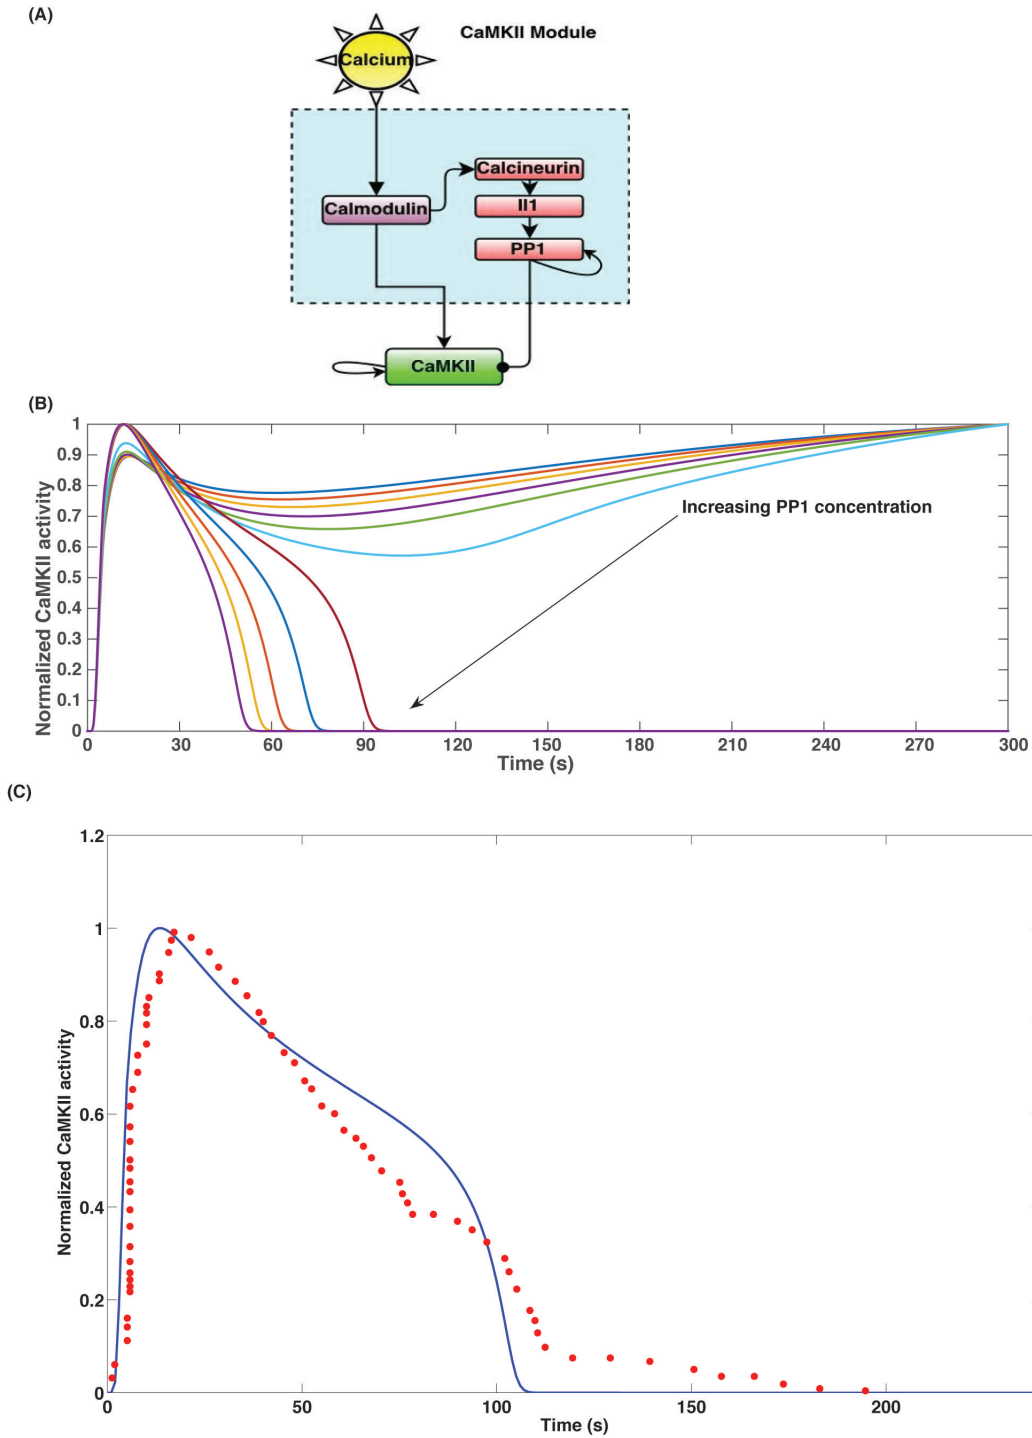 (A)
CaMKII Module
Calcium
Calcineurin
Calmodulin
II1
PP1
CaMKII
(B)
Normalized CaMKII activity
1
0.9
0.8
0.7
0.6
0.5
0.4
0.3
0.2
0.1
0
Increasing PP1 concentration
0 30 60 90 120 150 180 210 240 270 300
Time (s)
(C)
Normalized CaMKII activity
1.2
1
0.8
0.6
0.4
0.2
0
0 50 100 150 200
Time (s)